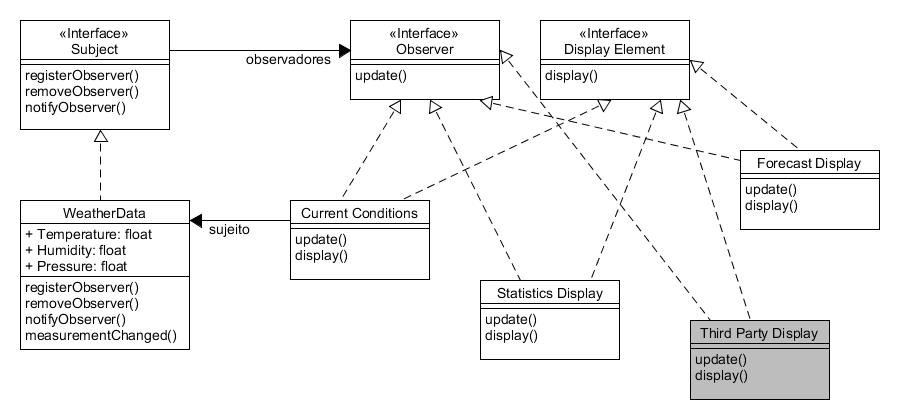 «Interface»
Subject
registerObserver()
removeObserver()
notifyObserver()
observadores
«Interface»
Observer
update()
«Interface»
Display Element
display()
Forecast Display
update()
display()
WeatherData
+ Temperature: float
+ Humidity: float
+ Pressure: float
registerObserver()
removeObserver()
notifyObserver()
measurementChanged()
sujeito
Current Conditions
update()
display()
Statistics Display
update()
display()
Third Party Display
update()
display()